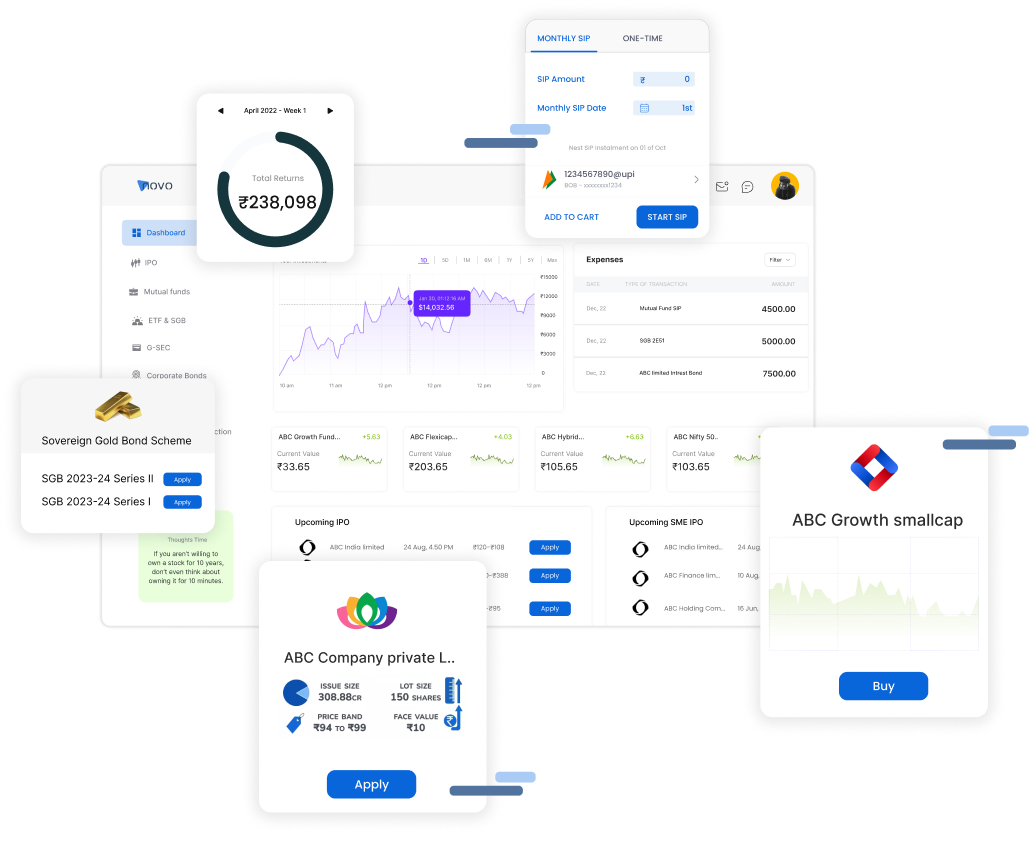 MONTHLY SIP
ONE-TIME
SIP Amount
₹ 0
Monthly SIP Date
1st
Next SIP Instalment on 01 of Oct
1234567890@upi
BOB - xxxxxxxx1234
ADD TO CART
START SIP
April 2022 - Week 1
Total Returns
₹238,098
novo
Dashboard
IPO
Mutual funds
ETF & SGB
G-SEC
Corporate Bonds
ction
1D
5D
1M
6M
1Y
5Y
Max
Jan 30, 01:12:16 AM
$14,032.56
₹15000
₹12000
₹9000
₹6000
₹3000
0
10 am
11 am
12 pm
12 pm
12 pm
12 pm
Expenses
Filter
DATE
TYPE OF TRANSACTION
AMOUNT
Dec, 22
Mutual Fund SIP
4500.00
Dec, 22
SGB 2E51
5000.00
Dec, 22
ABC limited Intrest Bond
7500.00
Sovereign Gold Bond Scheme
SGB 2023-24 Series II
Apply
SGB 2023-24 Series I
Apply
Thoughts Time
If you aren't willing to
own a stock for 10 years,
don't even think about
owning it for 10 minutes.
ABC Growth Fund...
+5.63
Current Value
₹33.65
ABC Flexicap...
+4.03
Current Value
₹203.65
ABC Hybrid...
+6.63
Current Value
₹105.65
ABC Nifty 50..
Current Value
₹103.65
Upcoming IPO
ABC India limited
24 Aug, 4:50 PM
₹120-₹108
Apply
0-₹388
Apply
-₹95
Apply
Upcoming SME IPO
ABC India limited...
24 Aug,
ABC Finance lim...
10 Aug,
ABC Holding Com...
16 Jun,
ABC Company private L..
ISSUE SIZE
308.88CR
LOT SIZE
150 SHARES
PRICE BAND
₹94 TO ₹99
FACE VALUE
₹10
Apply
ABC Growth smallcap
Buy